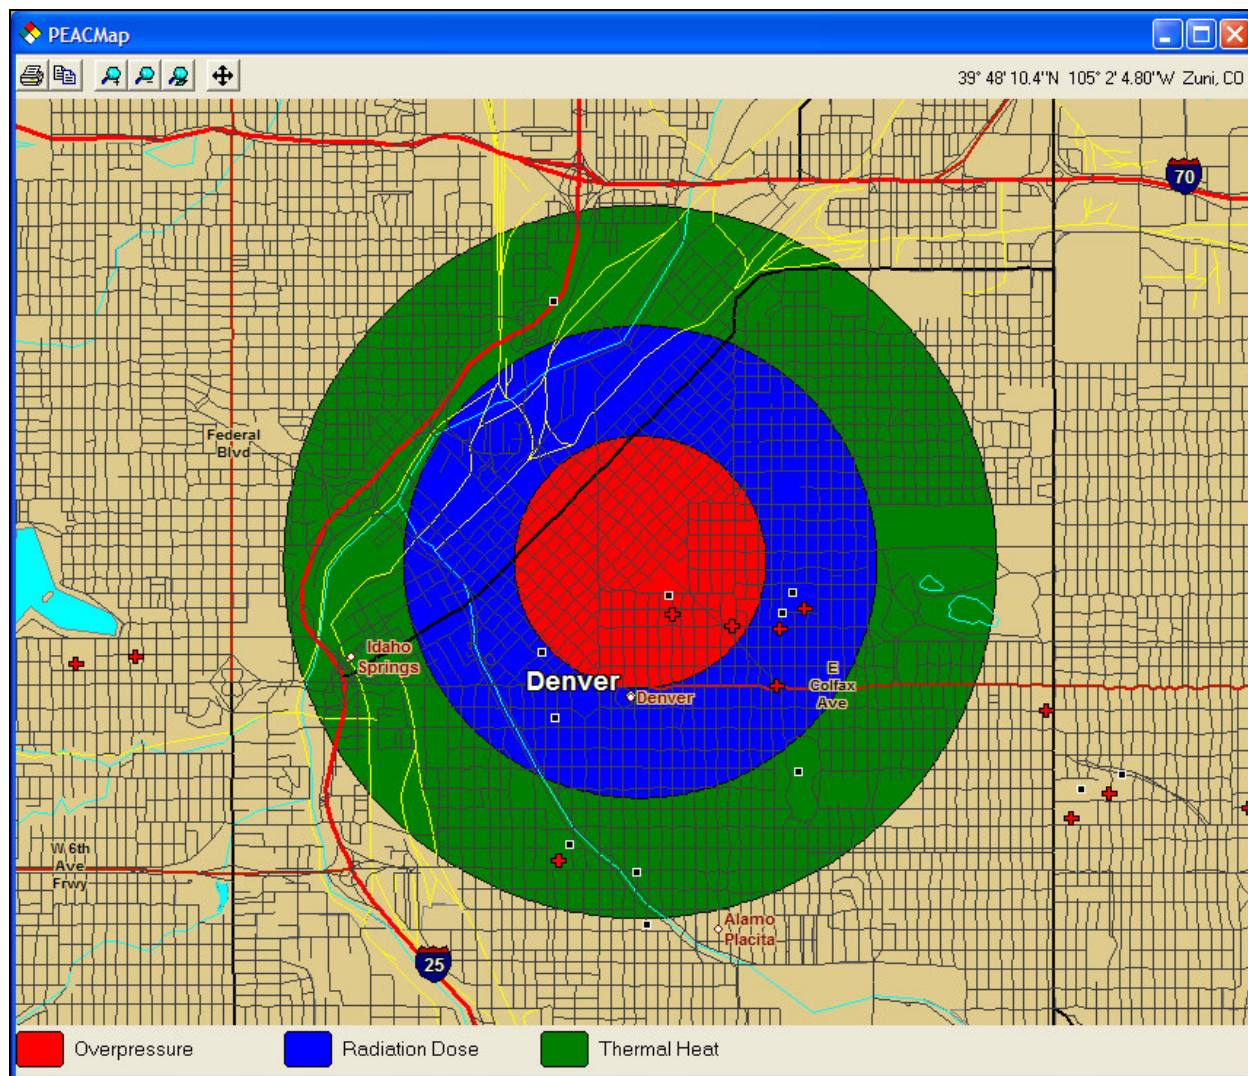 PEACMap
39° 48' 10.4"N 105° 2' 4.80"W Zuni, CO
70
Federal
Blvd
Idaho
Springs
Denver
Denver
E
Colfax
Ave
W 6th
Ave
Frwy
Alamo
Placita
25
Overpressure
Radiation Dose
Thermal Heat